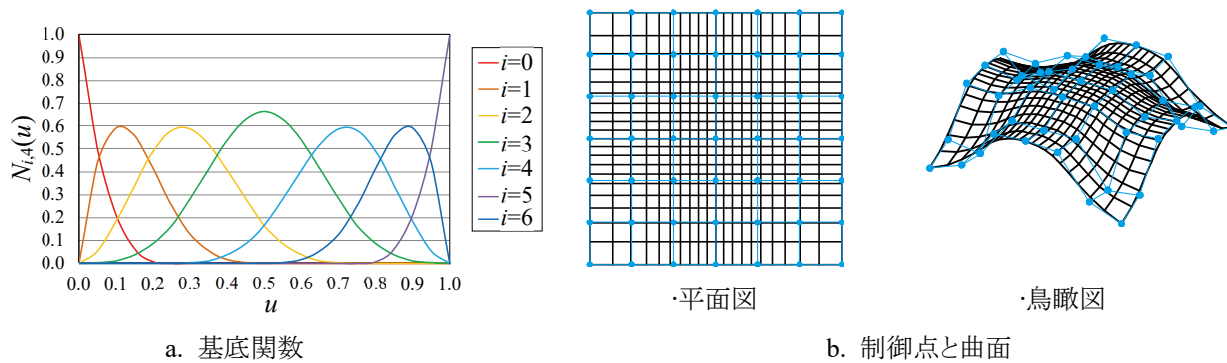 1.0
0.9
0.8
0.7
0.6
0.5
0.4
0.3
0.2
0.1
0.0
N_{i,4}(u)
0.0 0.1 0.2 0.3 0.4 0.5 0.6 0.7 0.8 0.9 1.0
u
i=0
i=1
i=2
i=3
i=4
i=5
i=6
a. 基底関数
·平面図
·鳥瞰図
b. 制御点と曲面